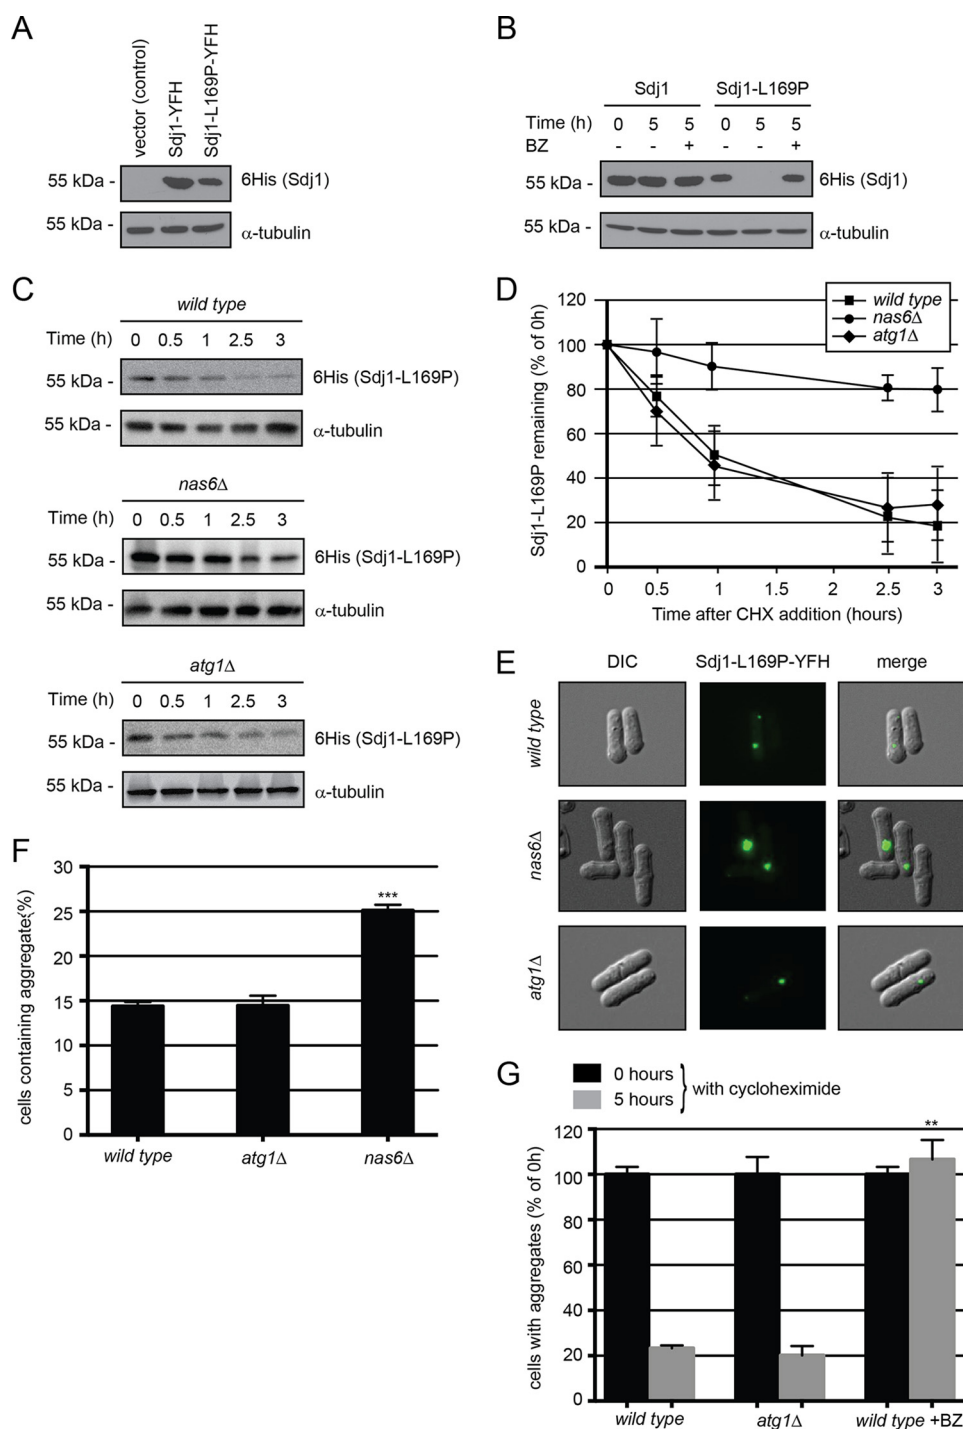 A
vector (control)
Sdj1-YFH
Sdj1-L169P-YFH
55 kDa -
6His (Sdj1)
55 kDa -
α-tubulin
B
Sdj1 Sdj1-L169P
Time (h) 0 5 5 0 5 5
BZ - - + - - +
55 kDa -
6His (Sdj1)
55 kDa -
α-tubulin
C
wild type
Time (h) 0 0.5 1 2.5 3
55 kDa -
6His (Sdj1-L169P)
55 kDa -
α-tubulin
nas6Δ
Time (h) 0 0.5 1 2.5 3
55 kDa -
6His (Sdj1-L169P)
55 kDa -
α-tubulin
atg1Δ
Time (h) 0 0.5 1 2.5 3
55 kDa -
6His (Sdj1-L169P)
55 kDa -
α-tubulin
D
Sdj1-L169P remaining (% of 0h)
120
100
80
60
40
20
0
wild type
nas6Δ
atg1Δ
0 0.5 1 1.5 2 2.5 3
Time after CHX addition (hours)
E
DIC Sdj1-L169P-YFH merge
wild type
nas6Δ
atg1Δ
F
cells containing aggregate(%)
30
25
20
15
10
5
0
***
wild type atg1Δ nas6Δ
G
0 hours
5 hours
with cycloheximide
cells with aggregates (% of 0h)
120
100
80
60
40
20
0
**
wild type atg1Δ wild type +BZ